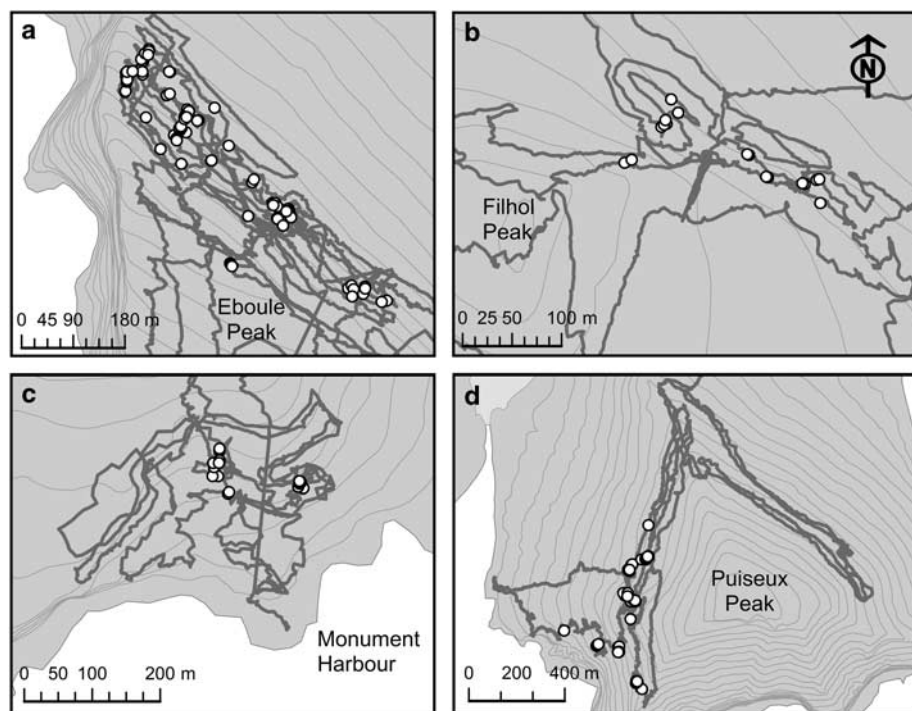 a
Eboule
Peak
0 45 90 180 m
b
N
Filhol
Peak
0 25 50 100 m
c
Monument
Harbour
0 50 100 200 m
d
Puiseux
Peak
0 200 400 m